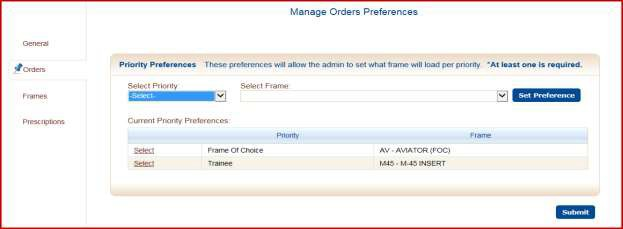 Manage Orders Preferences
General
Orders
Frames
Prescriptions
Priority Preferences These preferences will allow the admin to set what frame will load per priority. *At least one is required.
Select Priority: Select Frame:
-Select- Set Preference
Current Priority Preferences:
Priority Frame
Select Frame Of Choice AV - AVIATOR (FOC)
Select Trainee M45 - M-45 INSERT
Submit